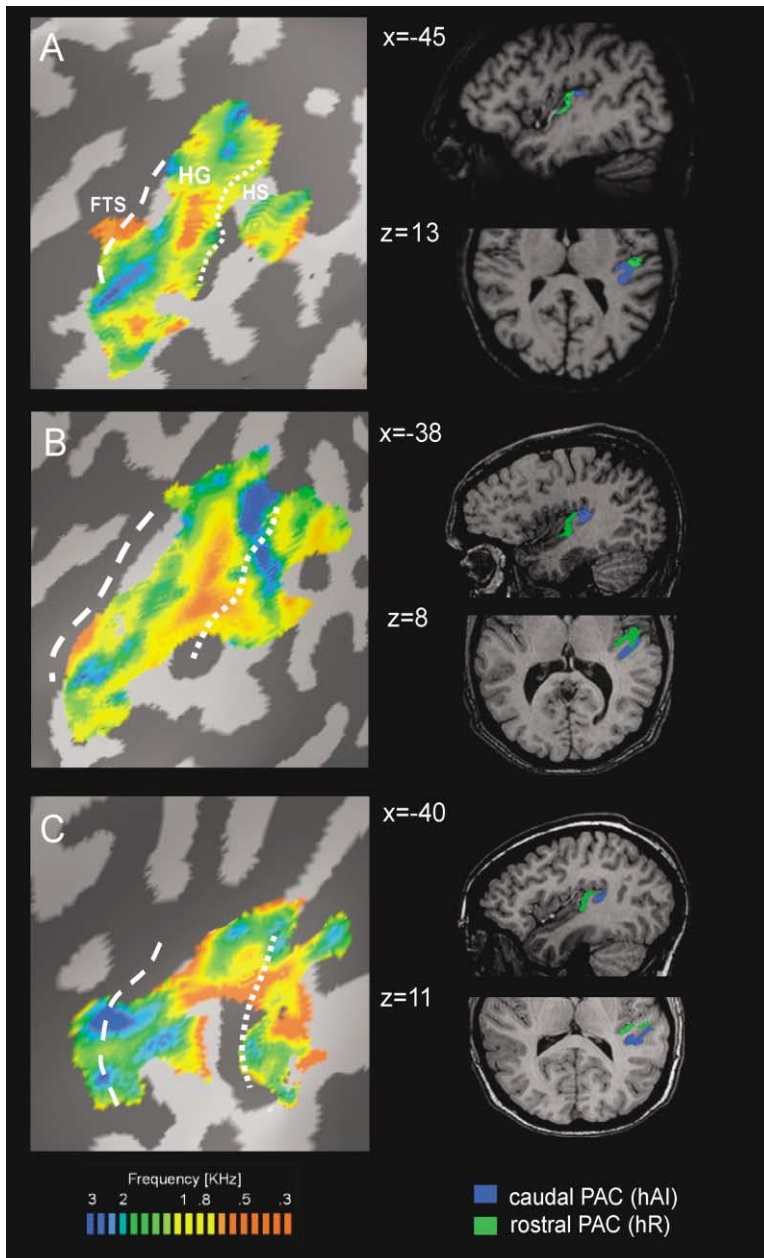 A
x=-45
HG
HS
FTS
z=13
B
x=-38
z=8
C
x=-40
z=11
Frequency [KHz]
3 2 1 .8 .5 .3
caudal PAC (hAI)
rostral PAC (hR)